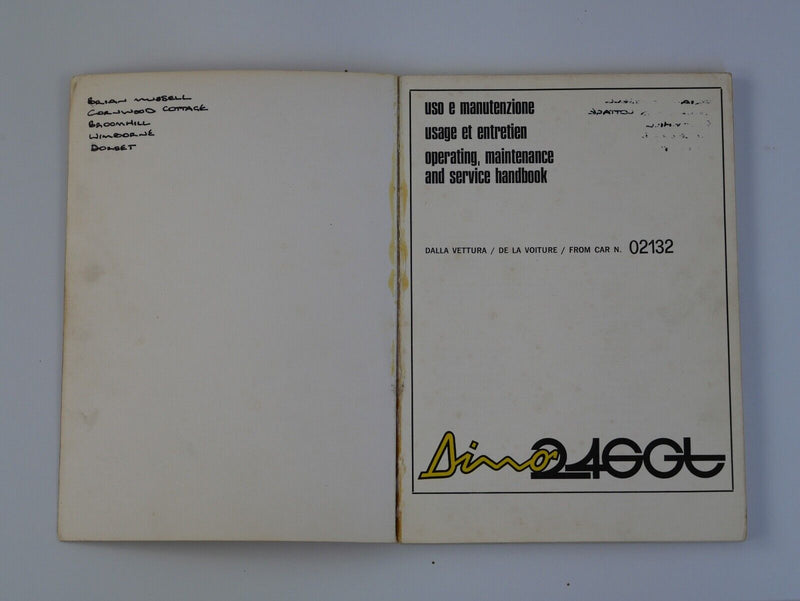 BRIAN MUSSELL
CORNWOOD COTTAGE
BROOMHILL
WIMBORNE
DORSET
uso e manutenzione
usage et entretien
operating, maintenance
and service handbook
DALLA VETTURA / DE LA VOITURE / FROM CAR N. 02132
Dino 246GT